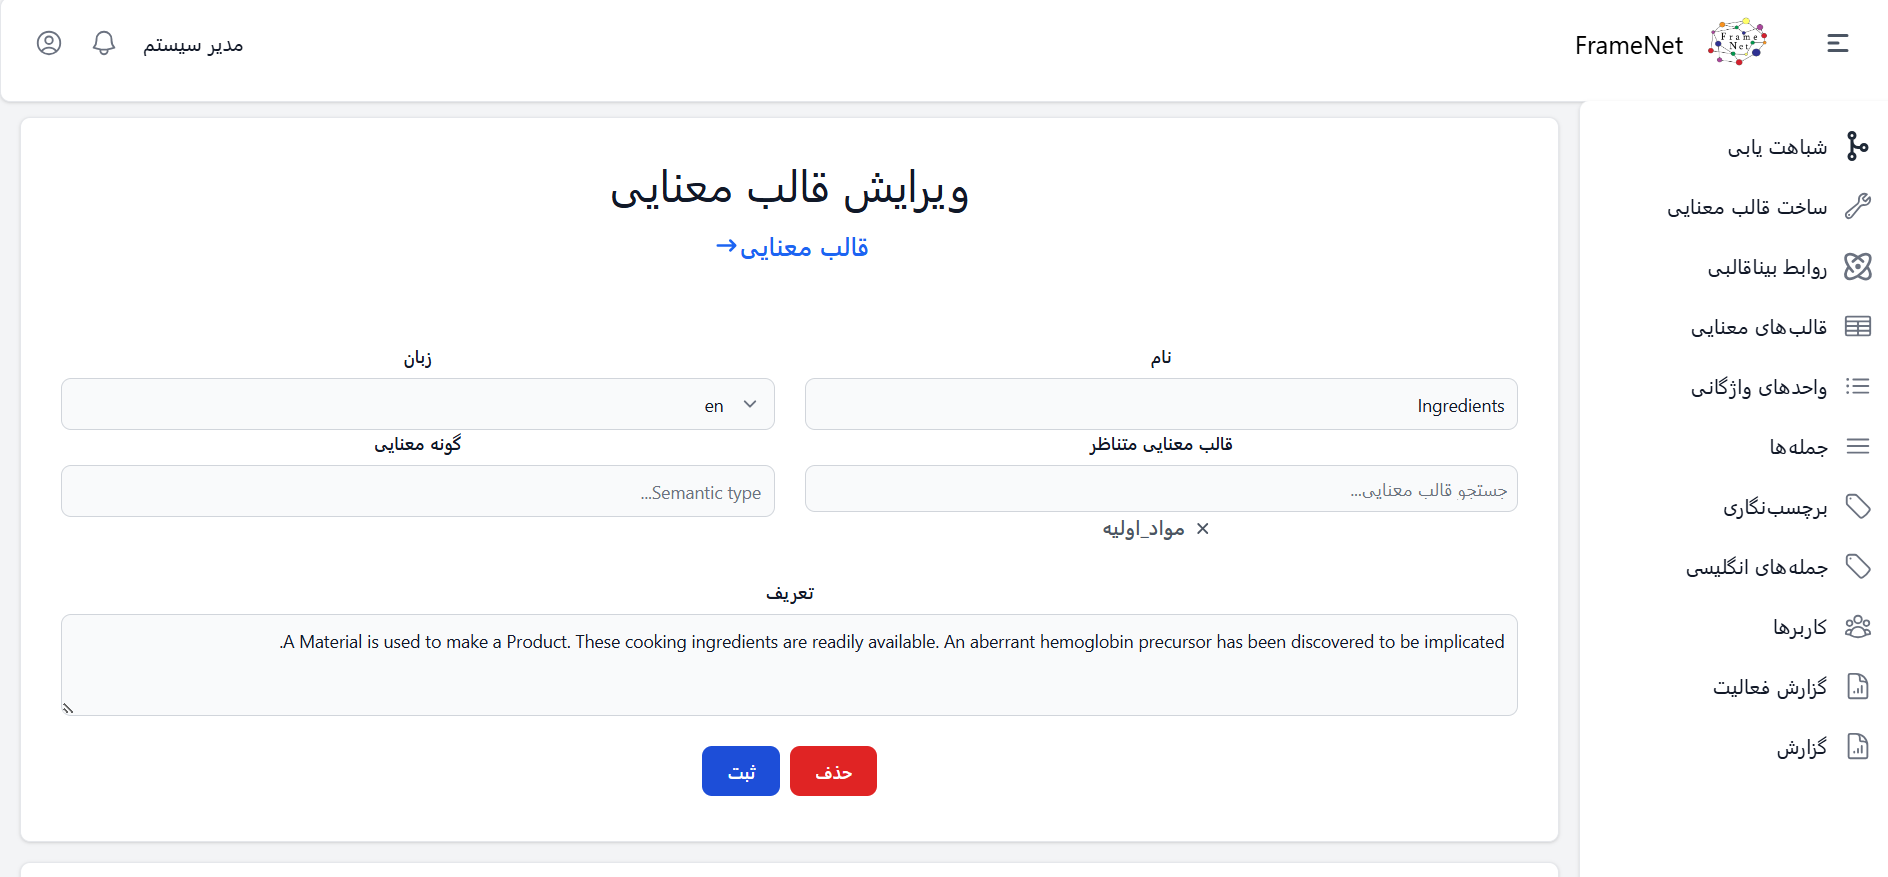 FrameNet
Frame
Net
مدیر سیستم
شباهت یابی
ساخت قالب معنایی
روابط بیناقالبی
قالب‌های معنایی
واحدهای واژگانی
جمله‌ها
برچسب‌نگاری
جمله‌های انگلیسی
کاربرها
گزارش فعالیت
گزارش
ویرایش قالب معنایی
قالب معنایی→
نام
Ingredients
زبان
en
قالب معنایی متناظر
جستجو قالب معنایی...
× مواد_اولیه
گونه معنایی
Semantic type...
تعریف
A Material is used to make a Product. These cooking ingredients are readily available. An aberrant hemoglobin precursor has been discovered to be implicated.
حذف
ثبت